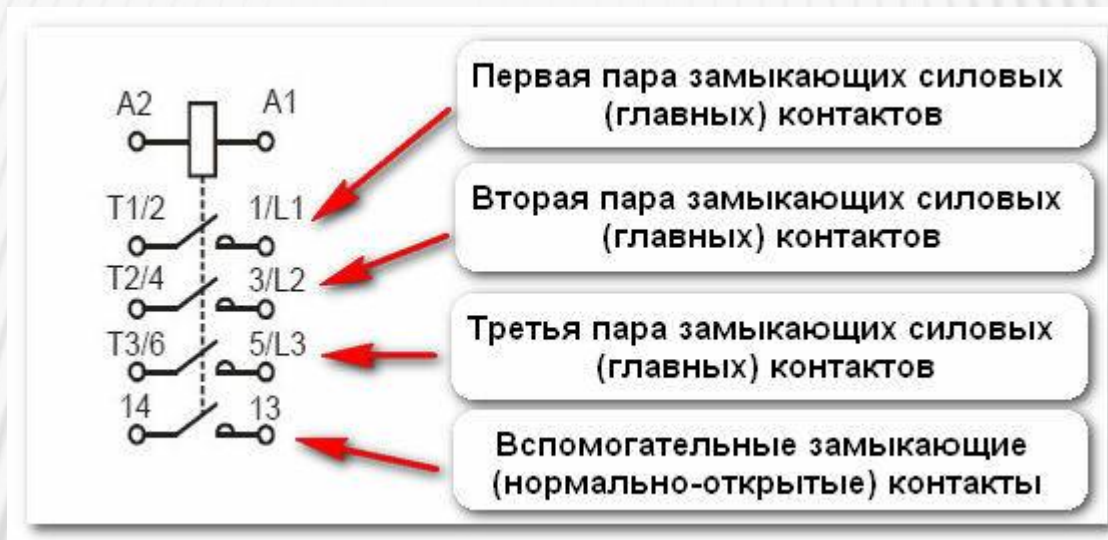 A2 A1
Первая пара замыкающих силовых
(главных) контактов
T1/2 1/L1
Вторая пара замыкающих силовых
(главных) контактов
T2/4 3/L2
Третья пара замыкающих силовых
(главных) контактов
T3/6 5/L3
14 13
Вспомогательные замыкающие
(нормально-открытые) контакты